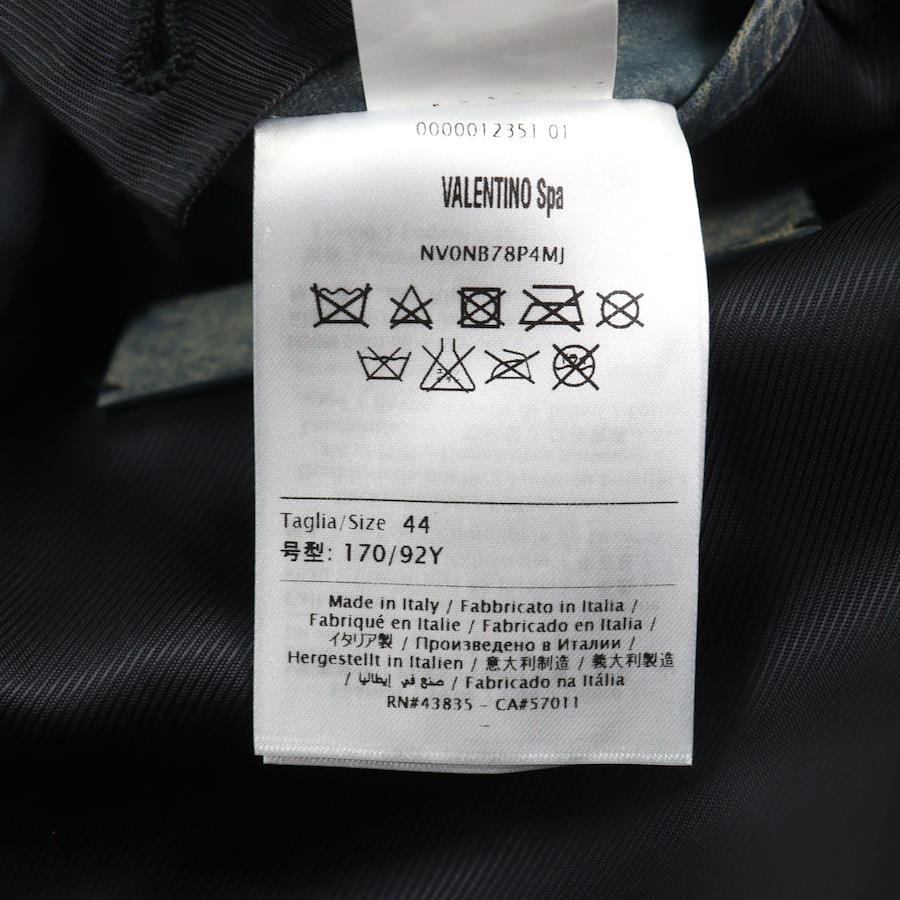 0000012351 01
VALENTINO Spa
NV0NB78P4MJ
Taglia/Size 44
号型: 170/92Y
Made in Italy / Fabbricato in Italia /
Fabriqué en Italie / Fabricado en Italia /
イタリア製 / Произведено в Италии /
Hergestellt in Italien / 意大利制造 / 義大利製造
/ صنع في إيطاليا / Fabricado na Itália
RN#43835 - CA#57011